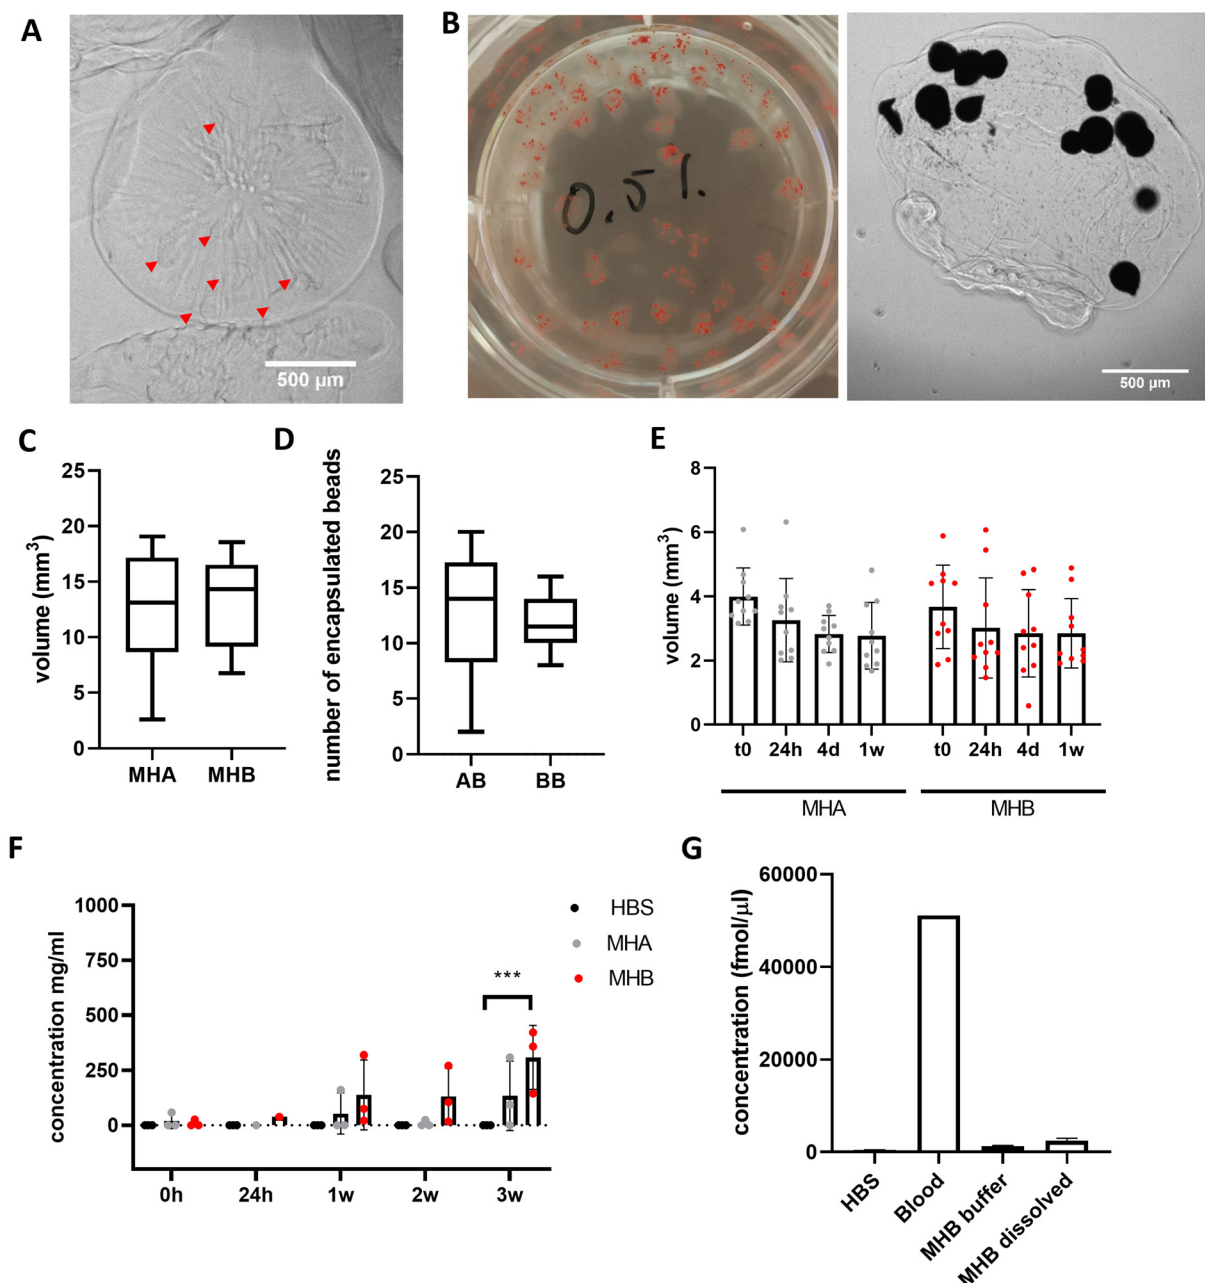 A
500 µm
B
0.5 %
500 µm
C
volume (mm³)
25
20
15
10
5
0
MHA
MHB
D
number of encapsulated beads
25
20
15
10
5
0
AB
BB
E
volume (mm³)
8
6
4
2
0
t0 24h 4d 1w t0 24h 4d 1w
MHA MHB
F
concentration mg/ml
1000
750
500
250
0
0h 24h 1w 2w 3w
***
HBS
MHA
MHB
G
concentration (fmol/µl)
60000
40000
20000
0
HBS
Blood
MHB buffer
MHB dissolved